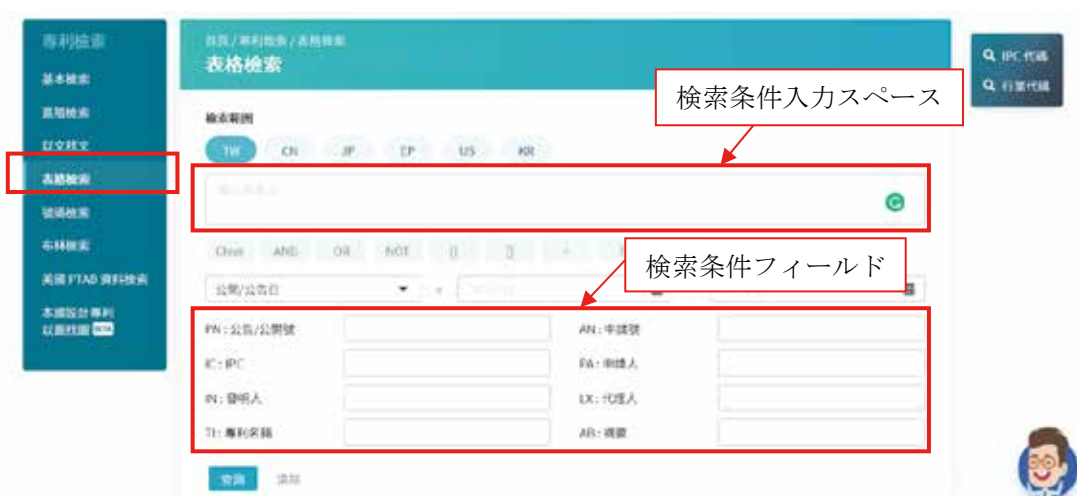 專利檢索
首頁/專利檢索/表格檢索
表格檢索
基本檢索
進階檢索
以文找文
表格檢索
號碼檢索
布林檢索
美國 PTAB 資料檢索
本國設計專利
以圖找圖 BETA
IPC 代碼
行業代碼
検索条件入力スペース
檢索範圍
TW CN JP EP US KR
Clear AND OR NOT () []
検索条件フィールド
公開/公告日
PN : 公告/公開號
AN : 申請號
IC : IPC
PA : 申請人
IN : 發明人
LX : 代理人
TI : 專利名稱
AB : 摘要
查詢 清除